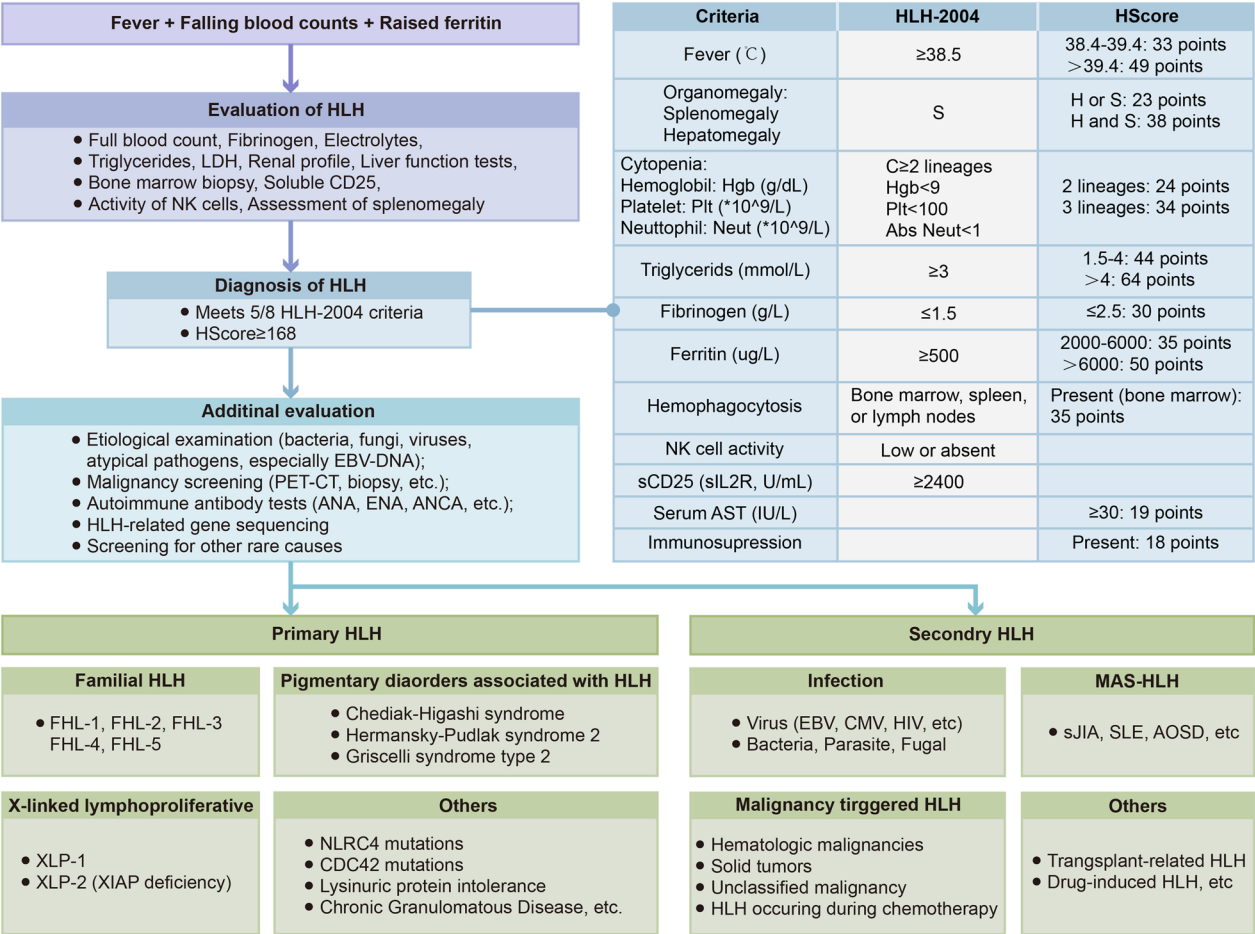 Fever + Falling blood counts + Raised ferritin
Evaluation of HLH
● Full blood count, Fibrinogen, Electrolytes,
● Triglycerides, LDH, Renal profile, Liver function tests,
● Bone marrow biopsy, Soluble CD25,
● Activity of NK cells, Assessment of splenomegaly
Diagnosis of HLH
● Meets 5/8 HLH-2004 criteria
● HScore≥168
Additinal evaluation
● Etiological examination (bacteria, fungi, viruses,
atypical pathogens, especially EBV-DNA);
● Malignancy screening (PET-CT, biopsy, etc.);
● Autoimmune antibody tests (ANA, ENA, ANCA, etc.);
● HLH-related gene sequencing
● Screening for other rare causes
Criteria HLH-2004 HScore
Fever (℃) ≥38.5 38.4-39.4: 33 points
>39.4: 49 points
Organomegaly:
Splenomegaly
Hepatomegaly
S
H or S: 23 points
H and S: 38 points
Cytopenia:
Hemoglobil: Hgb (g/dL)
Platelet: Plt (*10^9/L)
Neuttophil: Neut (*10^9/L)
C≥2 lineages
Hgb<9
Plt<100
Abs Neut<1
2 lineages: 24 points
3 lineages: 34 points
Triglycerids (mmol/L) ≥3 1.5-4: 44 points
>4: 64 points
Fibrinogen (g/L) ≤1.5 ≤2.5: 30 points
Ferritin (ug/L) ≥500 2000-6000: 35 points
>6000: 50 points
Hemophagocytosis
Bone marrow, spleen,
or lymph nodes
Present (bone marrow):
35 points
NK cell activity Low or absent
sCD25 (sIL2R, U/mL) ≥2400
Serum AST (IU/L) ≥30: 19 points
Immunosupression Present: 18 points
Primary HLH
Familial HLH
● FHL-1, FHL-2, FHL-3
FHL-4, FHL-5
Pigmentary diaorders associated with HLH
● Chediak-Higashi syndrome
● Hermansky-Pudlak syndrome 2
● Griscelli syndrome type 2
X-linked lymphoproliferative
● XLP-1
● XLP-2 (XIAP deficiency)
Others
● NLRC4 mutations
● CDC42 mutations
● Lysinuric protein intolerance
● Chronic Granulomatous Disease, etc.
Secondry HLH
Infection
● Virus (EBV, CMV, HIV, etc)
● Bacteria, Parasite, Fugal
MAS-HLH
● sJIA, SLE, AOSD, etc
Malignancy tirggered HLH
● Hematologic malignancies
● Solid tumors
● Unclassified malignancy
● HLH occuring during chemotherapy
Others
● Trangsplant-related HLH
● Drug-induced HLH, etc